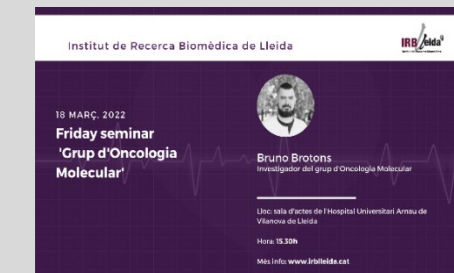 Institut de Recerca Biomèdica de Lleida
IRBLleida
18 MARÇ, 2022
Friday seminar
'Grup d'Oncologia
Molecular'
Bruno Brotons
Investigador del grup d'Oncologia Molecular
Lloc: sala d'actes de l'Hospital Universitari Arnau de
Vilanova de Lleida
Hora: 15.30h
Més info: www.irblleida.cat